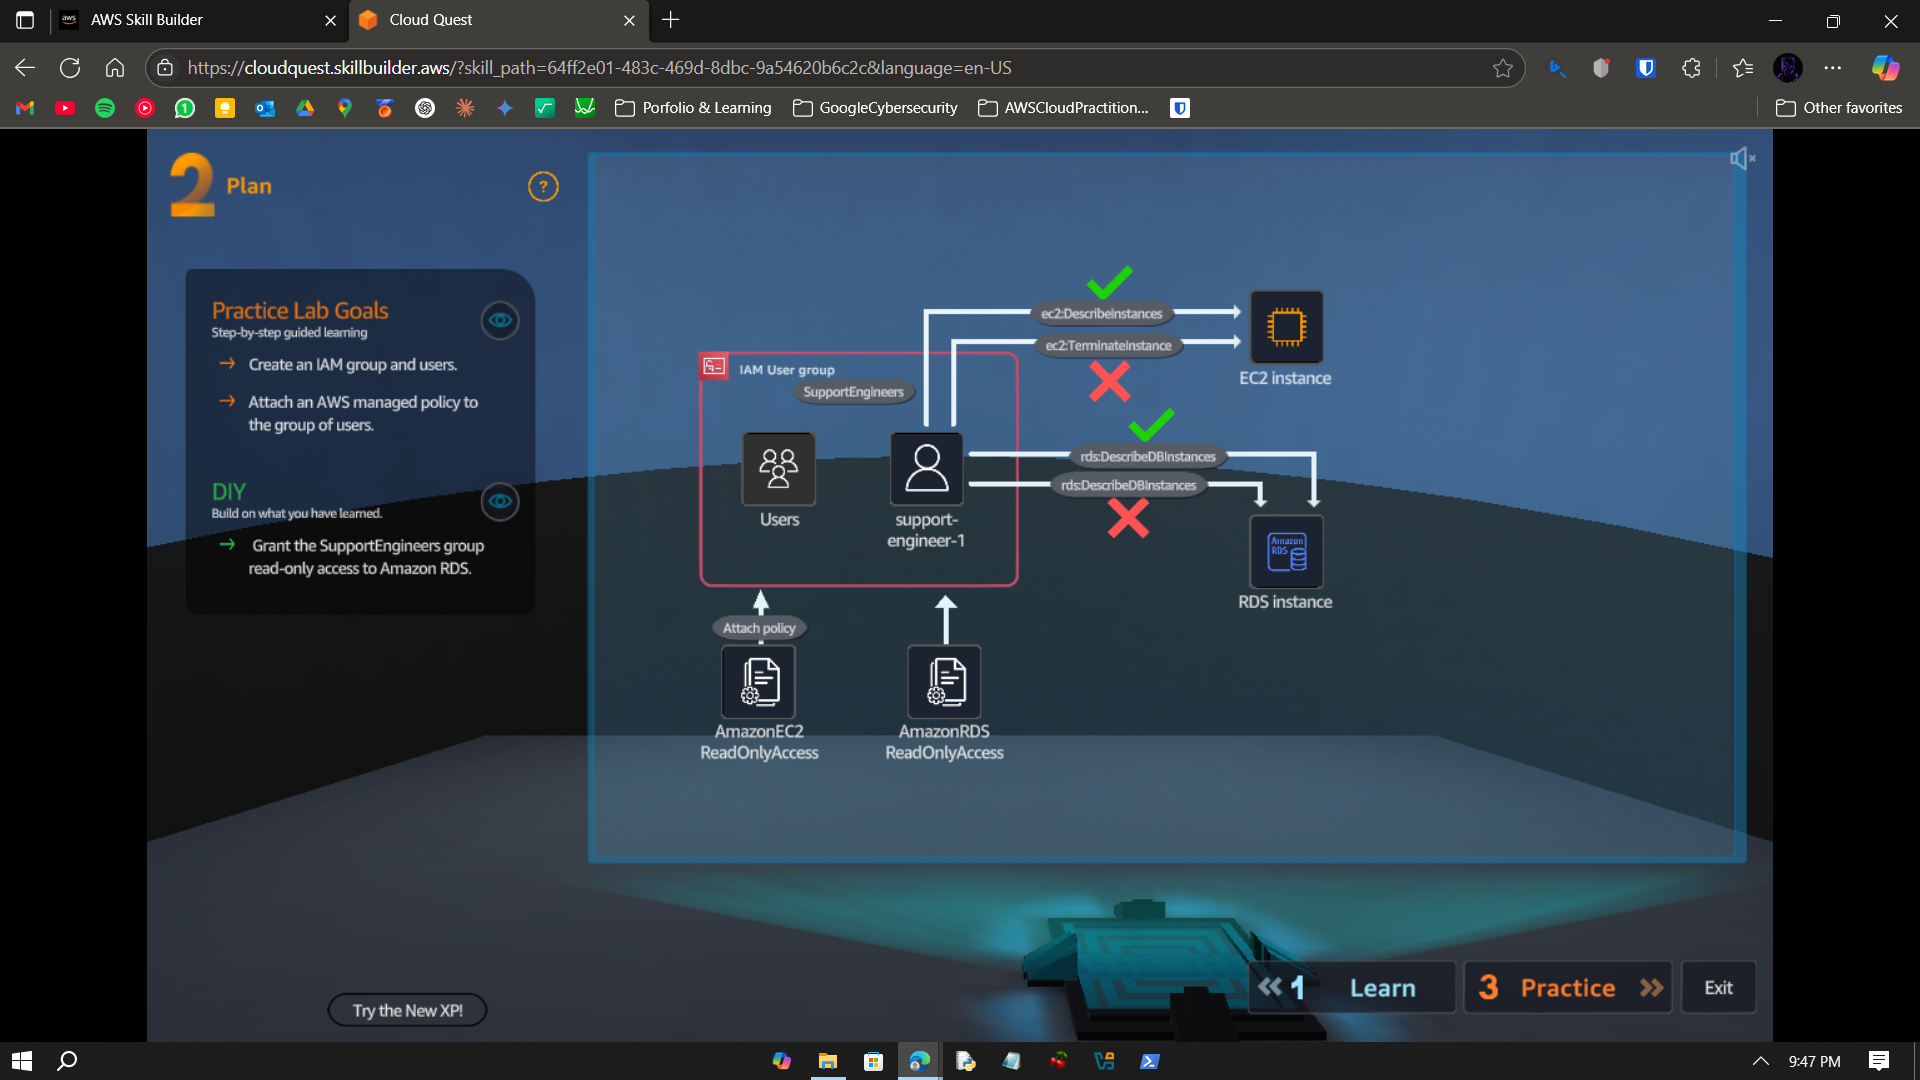 AWS Skill Builder
Cloud Quest
https://cloudquest.skillbuilder.aws/?skill_path=64ff2e01-483c-469d-8dbc-9a54620b6c2c&language=en-US
Porfolio & Learning
GoogleCybersecurity
AWSCloudPractition...
Other favorites
2 Plan
?
Practice Lab Goals
Step-by-step guided learning
Create an IAM group and users.
Attach an AWS managed policy to
the group of users.
DIY
Build on what you have learned.
Grant the SupportEngineers group
read-only access to Amazon RDS.
ec2:DescribeInstances
ec2:TerminateInstance
EC2 instance
IAM User group
SupportEngineers
rds:DescribeDBInstances
rds:DescribeDBInstances
Users
support-
engineer-1
Amazon
RDS
RDS instance
Attach policy
AmazonEC2
ReadOnlyAccess
AmazonRDS
ReadOnlyAccess
1 Learn
3 Practice
Exit
Try the New XP!
9:47 PM